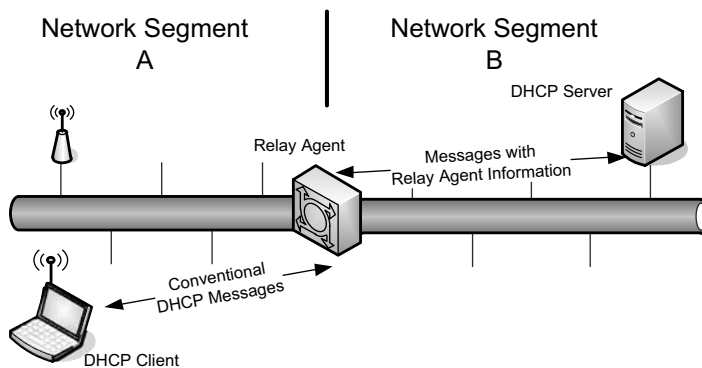 Network Segment
A
Network Segment
B
DHCP Server
Relay Agent
Messages with
Relay Agent Information
Conventional
DHCP Messages
DHCP Client